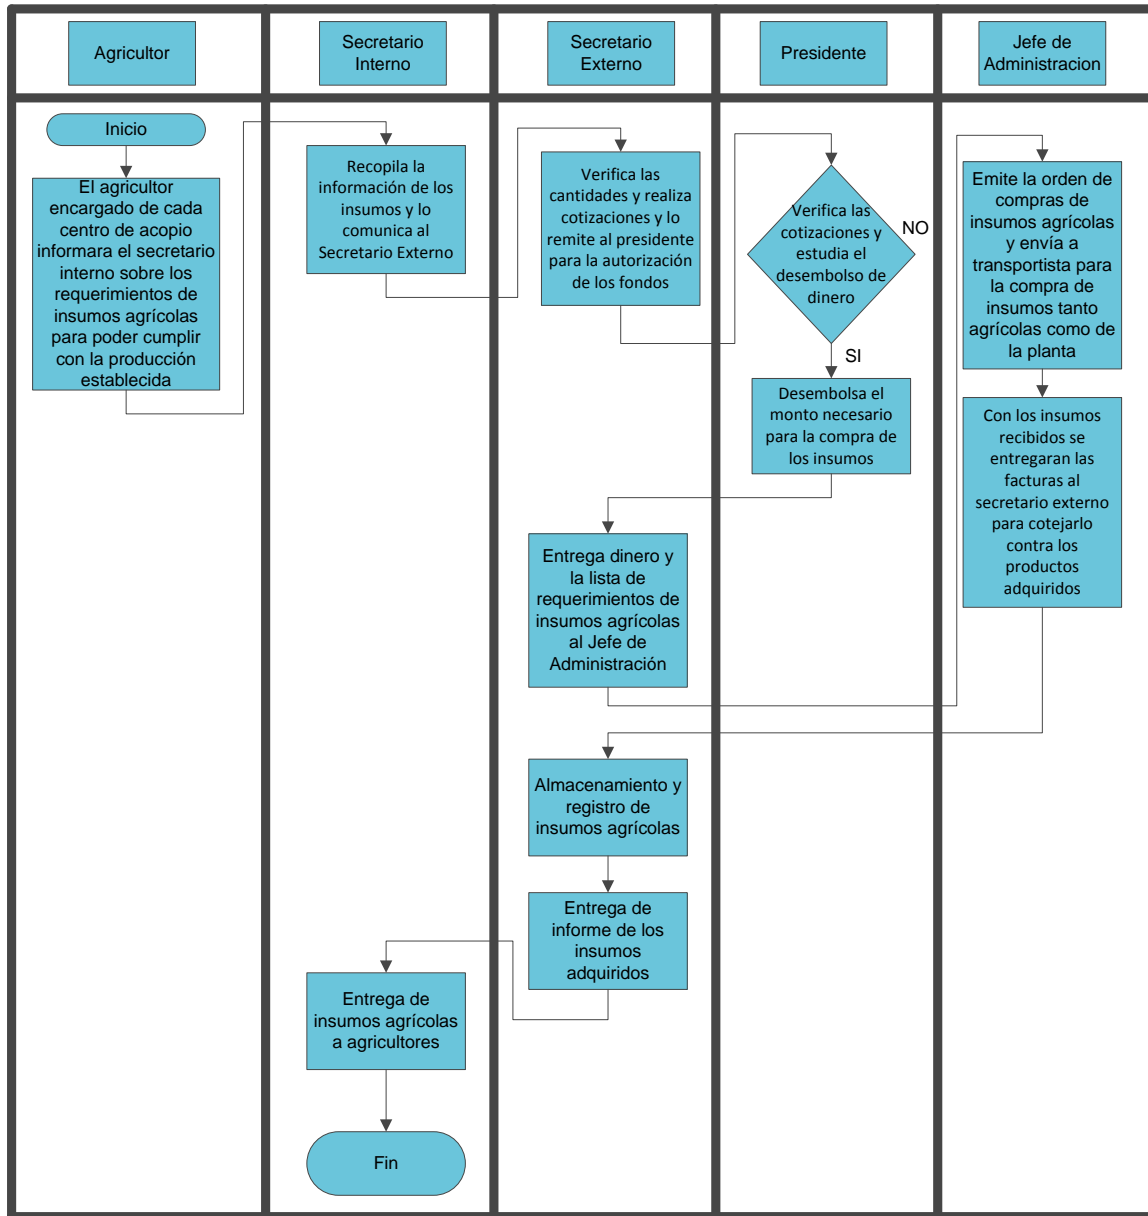 Agricultor
Secretario
Interno
Secretario
Externo
Presidente
Jefe de
Administracion
Inicio
El agricultor
encargado de cada
centro de acopio
informara el secretario
interno sobre los
requerimientos de
insumos agrícolas
para poder cumplir
con la producción
establecida
Recopila la
información de los
insumos y lo
comunica al
Secretario Externo
Verifica las
cantidades y realiza
cotizaciones y lo
remite al presidente
para la autorización
de los fondos
Verifica las
cotizaciones y
estudia el
desembolso de
dinero
NO
SI
Desembolsa el
monto necesario
para la compra de
los insumos
Emite la orden de
compras de
insumos agrícolas
y envía a
transportista para
la compra de
insumos tanto
agrícolas como de
la planta
Con los insumos
recibidos se
entregaran las
facturas al
secretario externo
para cotejarlo
contra los
productos
adquiridos
Entrega dinero y
la lista de
requerimientos de
insumos agrícolas
al Jefe de
Administración
Almacenamiento y
registro de
insumos agrícolas
Entrega de
informe de los
insumos
adquiridos
Entrega de
insumos agrícolas
a agricultores
Fin